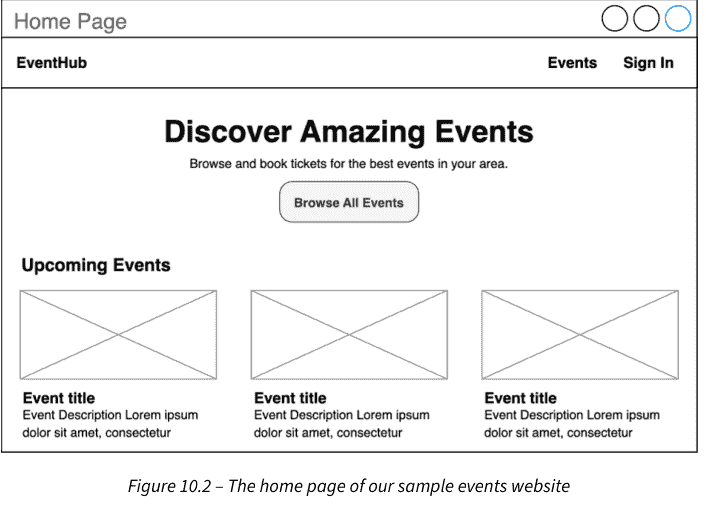 Home Page
EventHub
Events
Sign In
Discover Amazing Events
Browse and book tickets for the best events in your area.
Browse All Events
Upcoming Events
Event title
Event Description Lorem ipsum
dolor sit amet, consectetur
Event title
Event Description Lorem ipsum
dolor sit amet, consectetur
Event title
Event Description Lorem ipsum
dolor sit amet, consectetur
Figure 10.2 – The home page of our sample events website